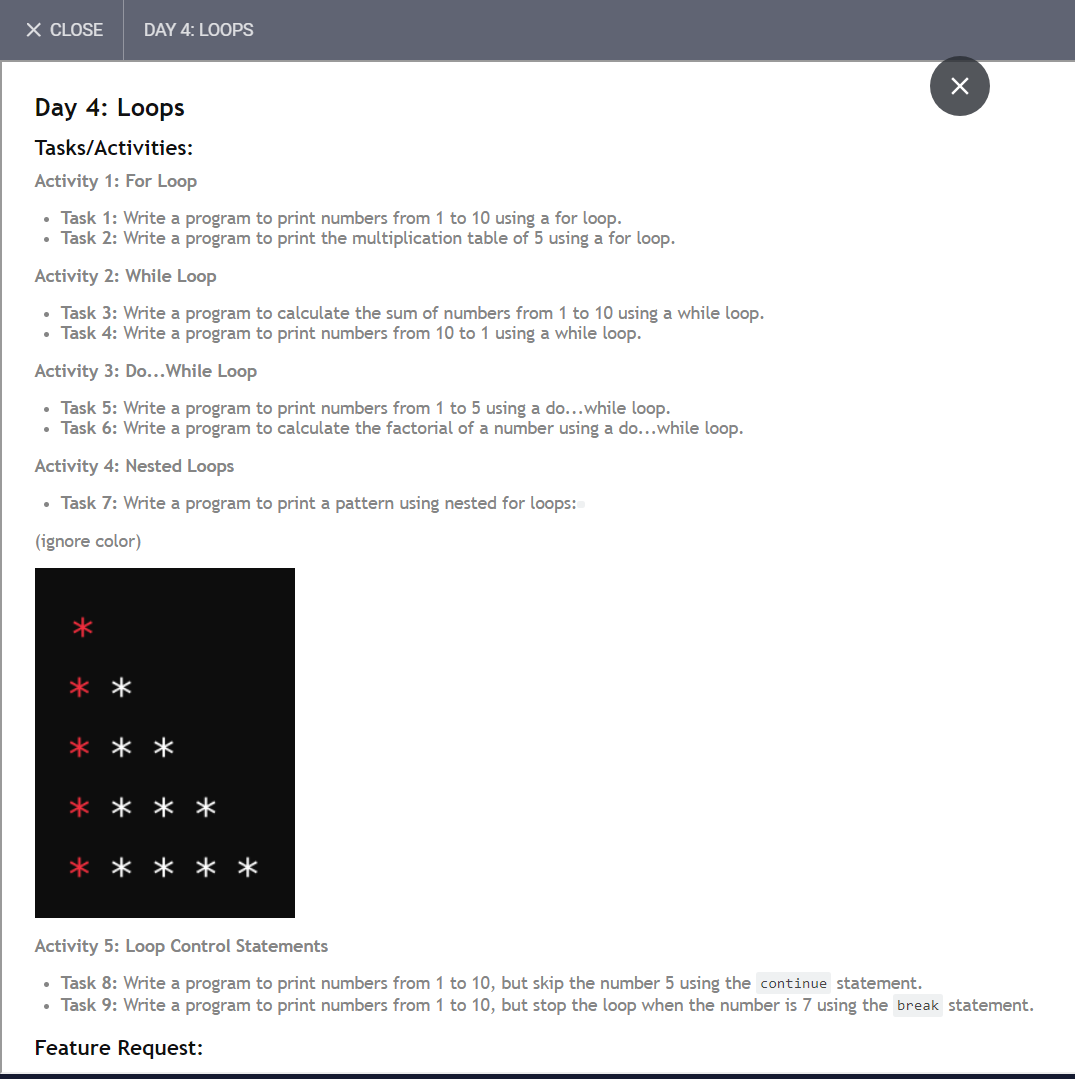 CLOSE
DAY 4: LOOPS
Day 4: Loops
Tasks/Activities:
Activity 1: For Loop
• Task 1: Write a program to print numbers from 1 to 10 using a for loop.
• Task 2: Write a program to print the multiplication table of 5 using a for loop.
Activity 2: While Loop
• Task 3: Write a program to calculate the sum of numbers from 1 to 10 using a while loop.
• Task 4: Write a program to print numbers from 10 to 1 using a while loop.
Activity 3: Do...While Loop
• Task 5: Write a program to print numbers from 1 to 5 using a do...while loop.
• Task 6: Write a program to calculate the factorial of a number using a do...while loop.
Activity 4: Nested Loops
• Task 7: Write a program to print a pattern using nested for loops:
(ignore color)
*
* *
* * *
* * * *
* * * * *
Activity 5: Loop Control Statements
• Task 8: Write a program to print numbers from 1 to 10, but skip the number 5 using the continue statement.
• Task 9: Write a program to print numbers from 1 to 10, but stop the loop when the number is 7 using the break statement.
Feature Request: